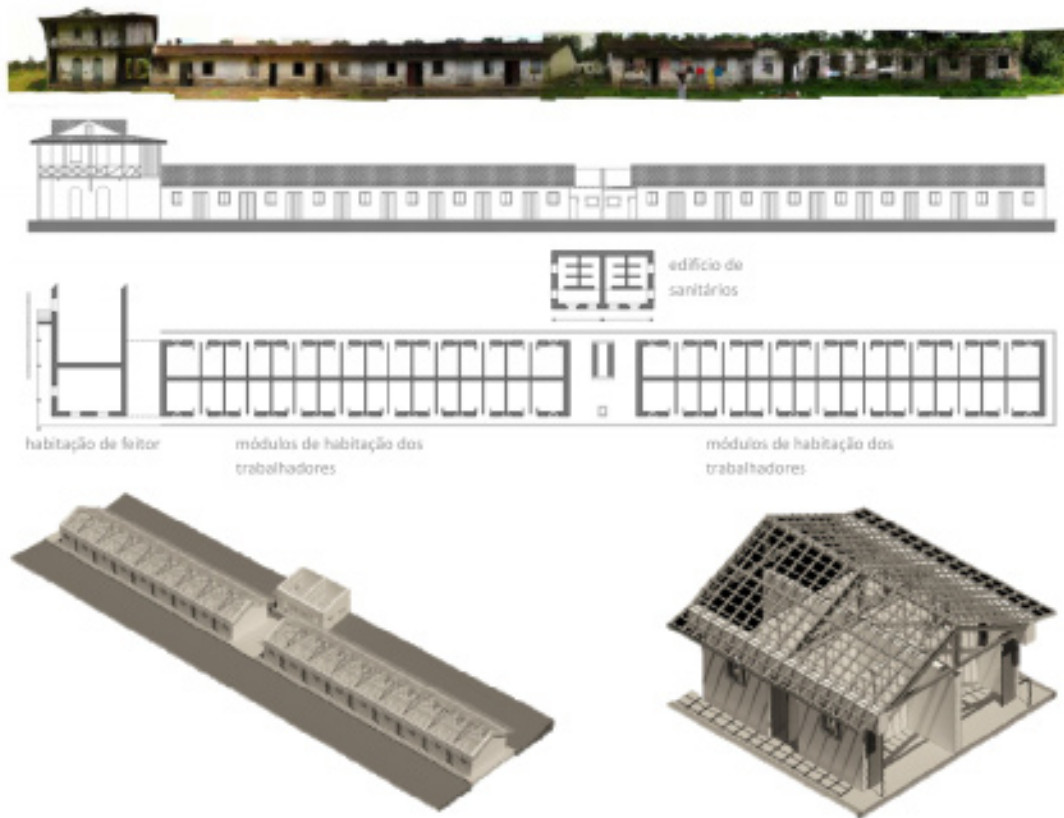 edifício de
sanitários
habitação de feitor
módulos de habitação dos
trabalhadores
módulos de habitação dos
trabalhadores